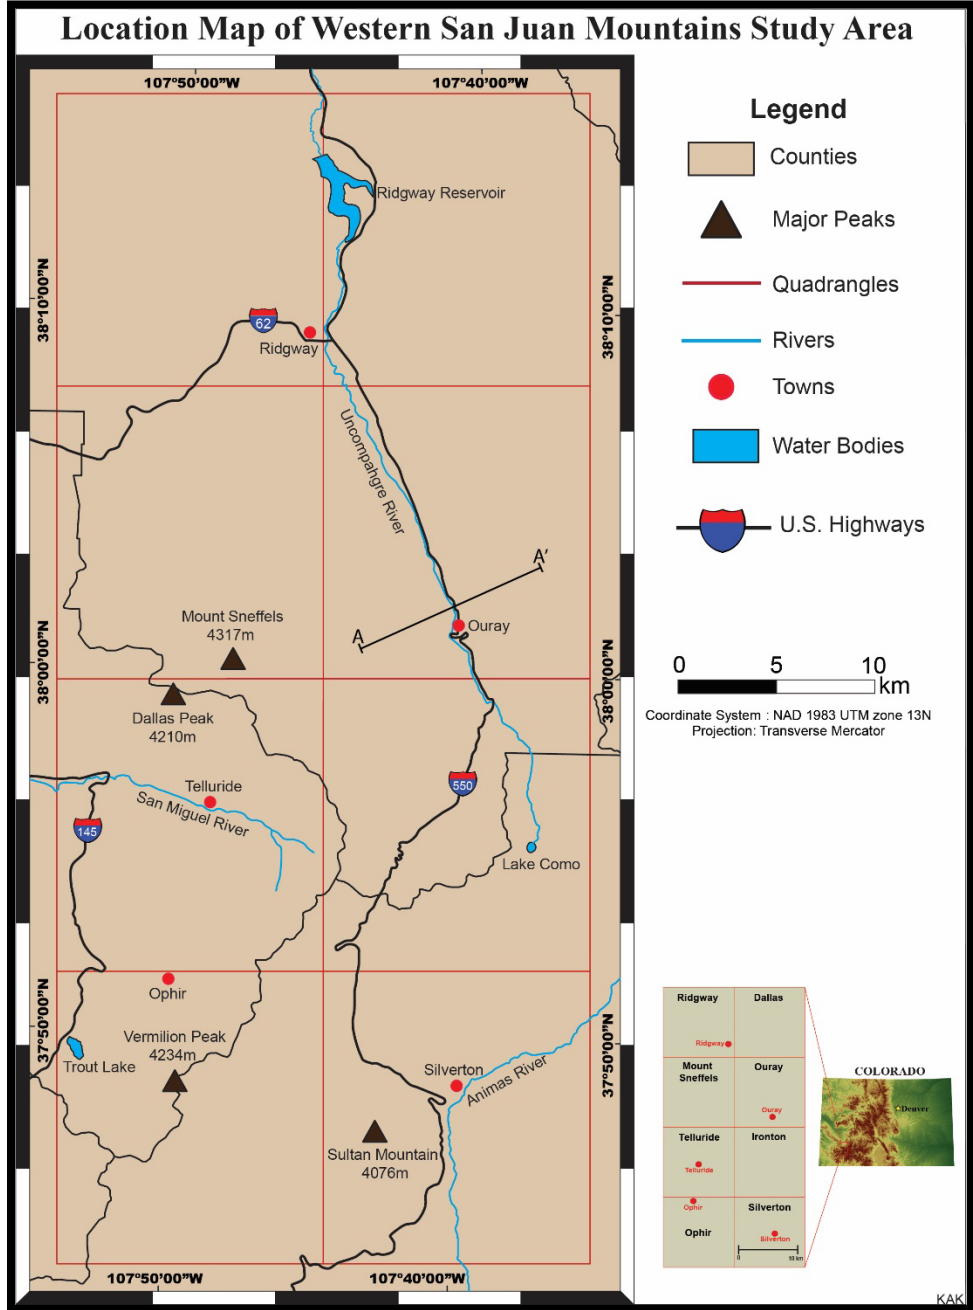 Location Map of Western San Juan Mountains Study Area
107°50'00"W
107°40'00"W
Ridgway Reservoir
38°10'00"N
38°10'00"N
62
Ridgway
Uncompahgre River
A'
A
Ouray
Mount Sneffels
4317m
38°00'00"N
38°00'00"N
Dallas Peak
4210m
550
Telluride
San Miguel River
145
Lake Como
Ophir
37°50'00"N
37°50'00"N
Vermilion Peak
4234m
Trout Lake
Silverton
Animas River
Sultan Mountain
4076m
107°50'00"W
107°40'00"W
Legend
Counties
Major Peaks
Quadrangles
Rivers
Towns
Water Bodies
U.S. Highways
0 5 10
km
Coordinate System : NAD 1983 UTM zone 13N
Projection: Transverse Mercator
Ridgway Dallas
Ridgway
Mount
Sneffels
Ouray
Ouray
Telluride Ironton
Telluride
Ophir
Silverton
Ophir
Silverton
0 10 km
COLORADO
Denver
KAK